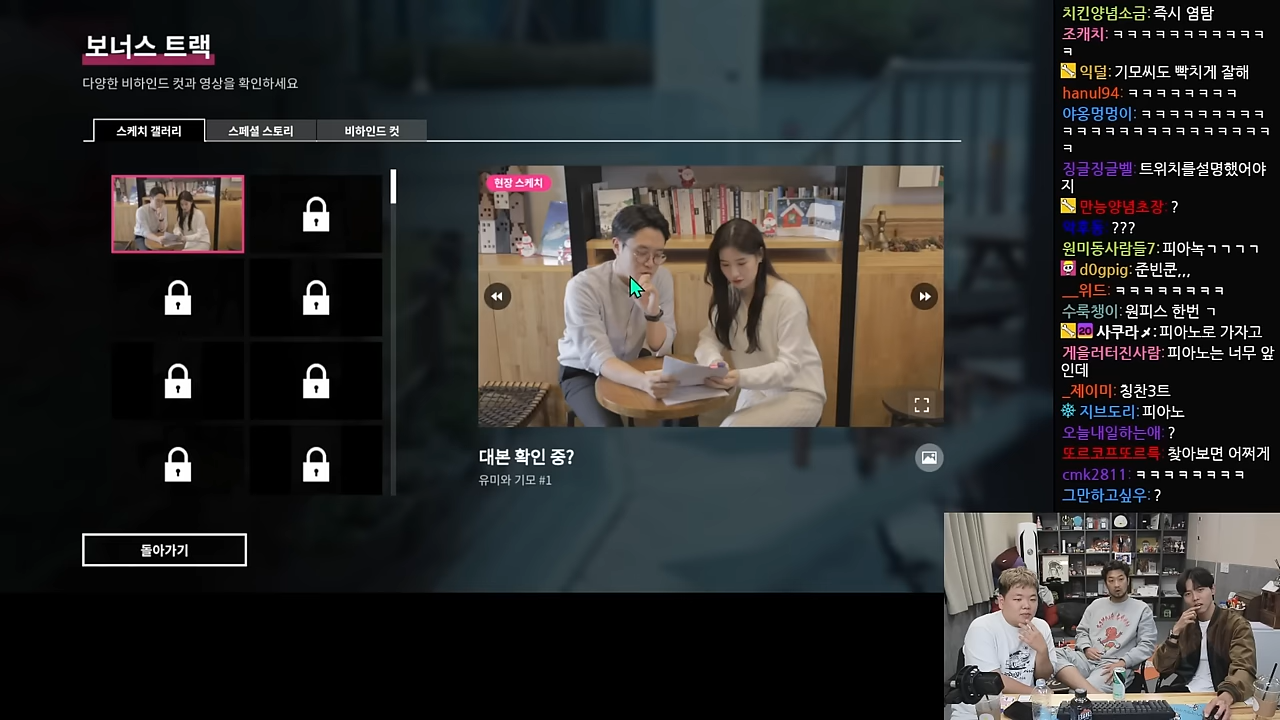 보너스 트랙
다양한 비하인드 컷과 영상을 확인하세요
스케치 갤러리
스페셜 스토리
비하인드 컷
현장 스케치
대본 확인 중?
유미와 기모 #1
돌아가기
치킨양념소금: 즉시 염탐
조캐치: ㅋㅋㅋㅋㅋㅋㅋㅋㅋㅋㅋ
ㅋ
익덜: 기모씨도 빡치게 잘해
hanul94: ㅋㅋㅋㅋㅋㅋㅋㅋ
야옹멍멍이: ㅋㅋㅋㅋㅋㅋㅋㅋㅋ
ㅋㅋㅋㅋㅋㅋㅋㅋㅋㅋㅋㅋㅋㅋㅋ
ㅋ
징글징글벨: 트위치를설명했어야
지
만능양념초장: ?
???
원미동사람들7: 피아녹ㄱㄱㄱㄱ
d0gpig: 준빈쿤,,,
__위드: ㅋㅋㅋㅋㅋㅋㅋㅋ
수룩챙이: 원피스 한번 ㄱ
20 사쿠라メ: 피아노로 가자고
게을러터진사람: 피아노는 너무 앞
인데
_제이미: 칭찬3트
지브도리: 피아노
오늘내일하는애: ?
또르코프또르륵: 찾아보면 어쩌게
cmk2811: ㅋㅋㅋㅋㅋㅋㅋㅋ
그만하고싶우: ?